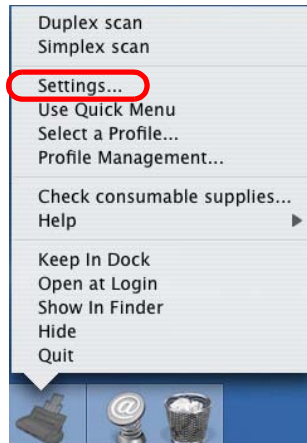 Duplex scan
Simplex scan
Settings...
Use Quick Menu
Select a Profile...
Profile Management...
Check consumable supplies...
Help
Keep In Dock
Open at Login
Show In Finder
Hide
Quit
@